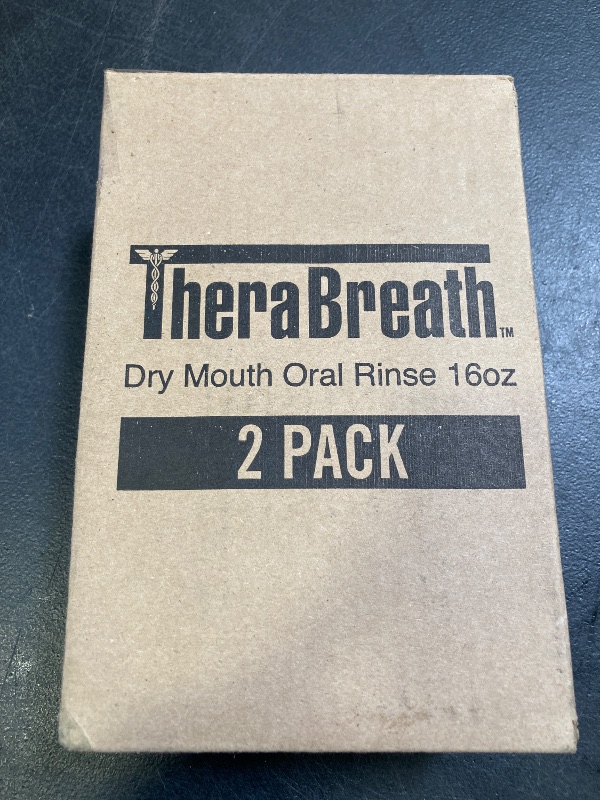 TheraBreath™
Dry Mouth Oral Rinse 16oz
2 PACK